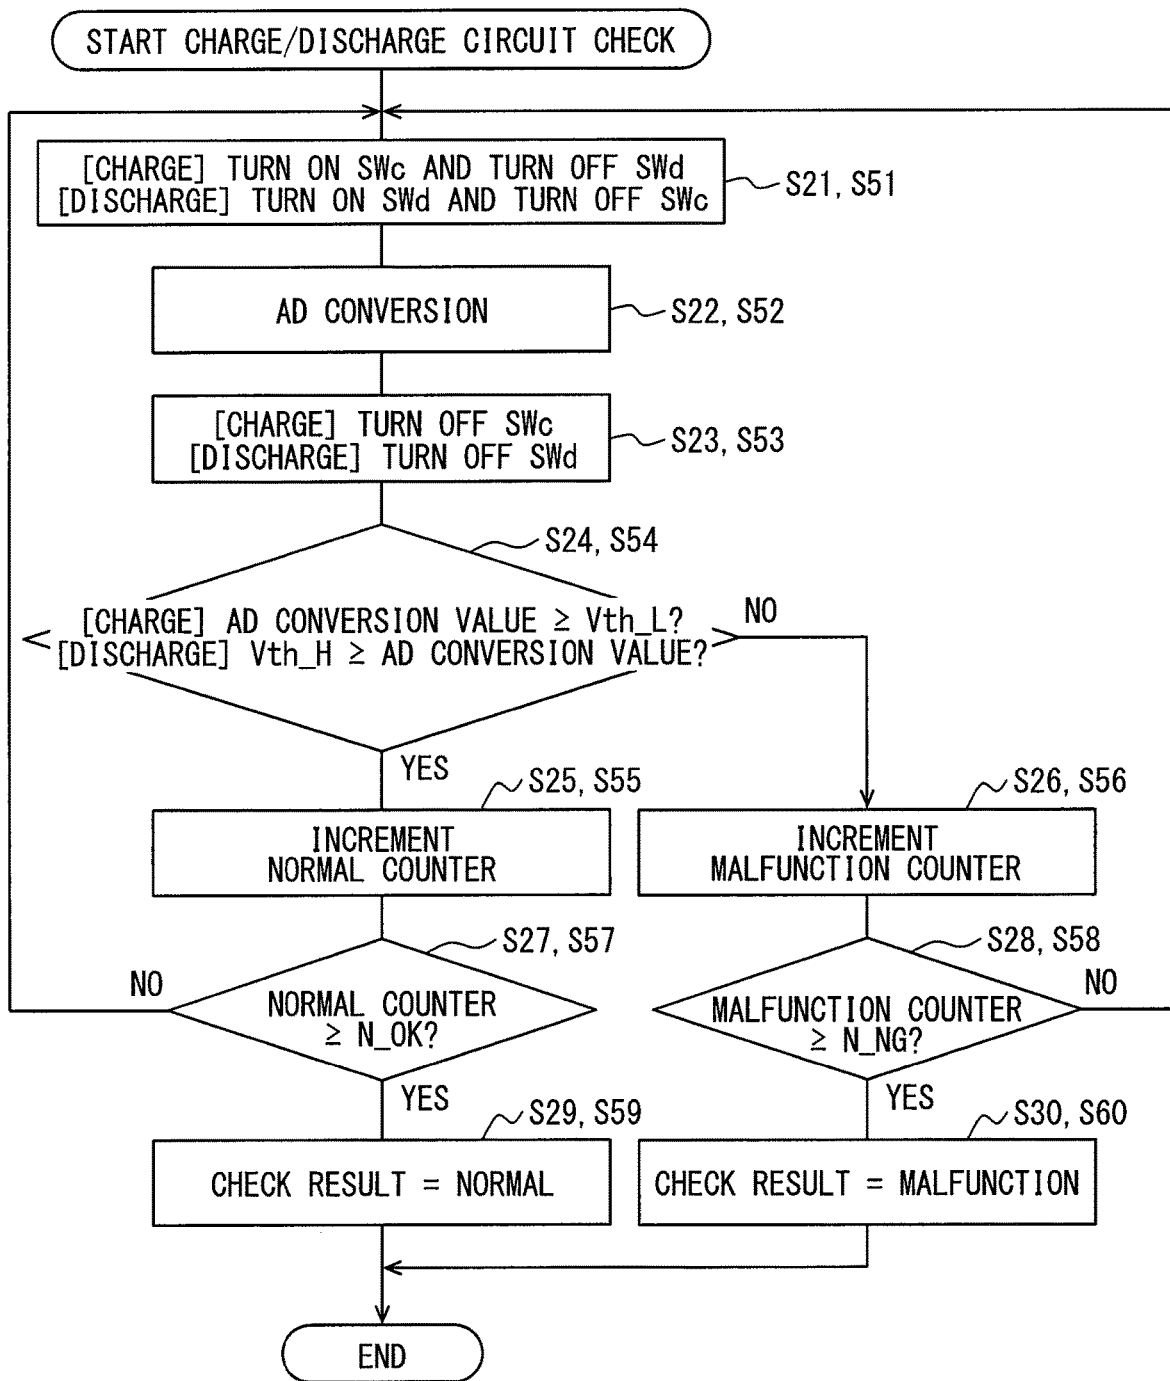 START CHARGE/DISCHARGE CIRCUIT CHECK
[CHARGE] TURN ON SWc AND TURN OFF SWd
[DISCHARGE] TURN ON SWd AND TURN OFF SWc
S21, S51
AD CONVERSION
S22, S52
[CHARGE] TURN OFF SWc
[DISCHARGE] TURN OFF SWd
S23, S53
S24, S54
[CHARGE] AD CONVERSION VALUE ≥ Vth_L?
[DISCHARGE] Vth_H ≥ AD CONVERSION VALUE?
NO
YES
S25, S55
INCREMENT
NORMAL COUNTER
S26, S56
INCREMENT
MALFUNCTION COUNTER
S27, S57
NO
NORMAL COUNTER
≥ N_OK?
YES
S28, S58
MALFUNCTION COUNTER
≥ N_NG?
NO
YES
S29, S59
CHECK RESULT = NORMAL
S30, S60
CHECK RESULT = MALFUNCTION
END